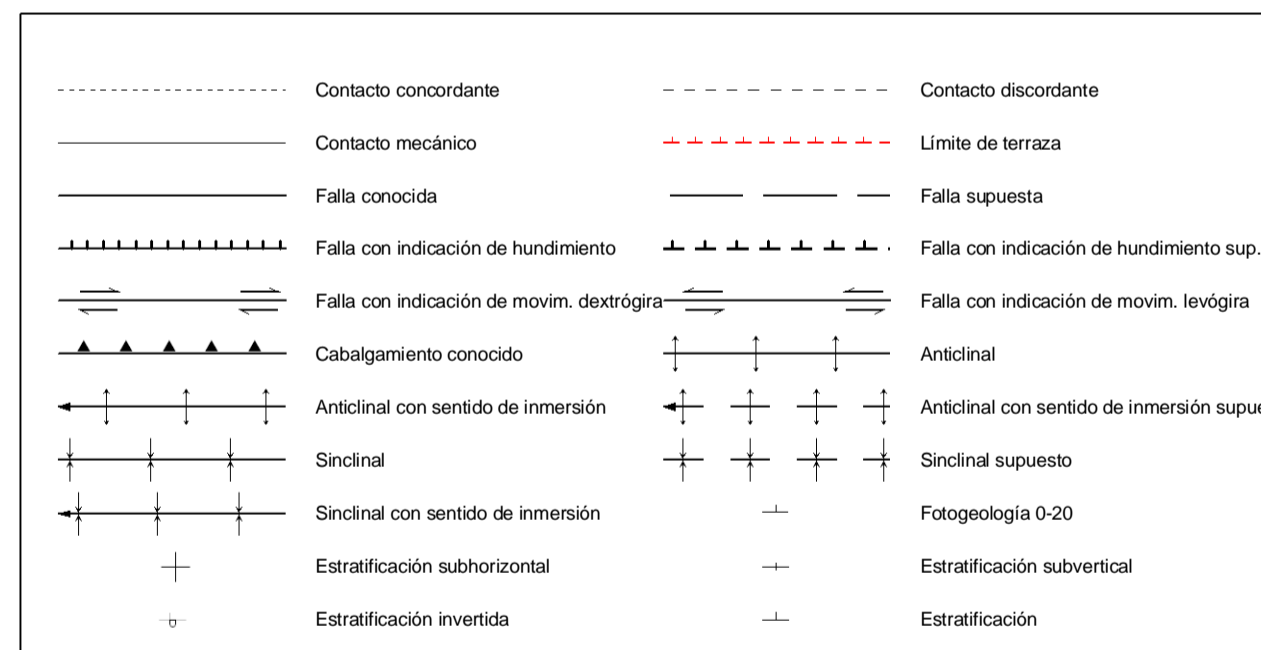 Contacto concordante
Contacto discordante
Contacto mecánico
Límite de terraza
Falla conocida
Falla supuesta
Falla con indicación de hundimiento
Falla con indicación de hundimiento sup.
Falla con indicación de movim. dextrógira
Falla con indicación de movim. levógira
Cabalgamiento conocido
Anticlinal
Anticlinal con sentido de inmersión
Anticlinal con sentido de inmersión
Sinclinal
Sinclinal supuesto
Sinclinal con sentido de inmersión
Fotogeología 0-20
Estratificación subhorizontal
Estratificación subvertical
Estratificación invertida
Estratificación